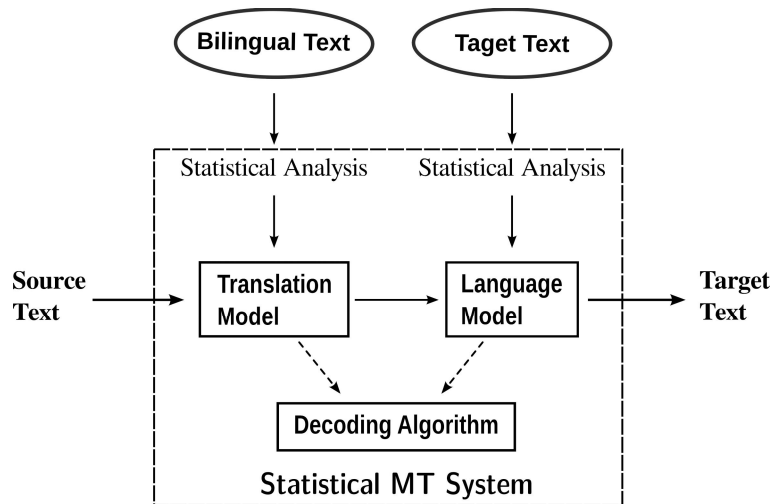 Bilingual Text
Taget Text
Statistical Analysis
Statistical Analysis
Source
Text
Translation
Model
Language
Model
Target
Text
Decoding Algorithm
Statistical MT System